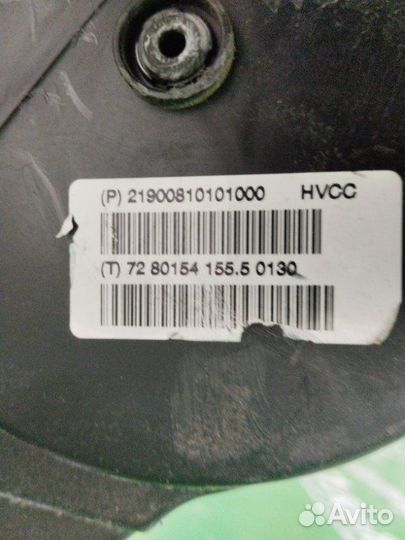 (P) 21900810101000 HVCC
(T) 72 80154 155.5 0130
Avito